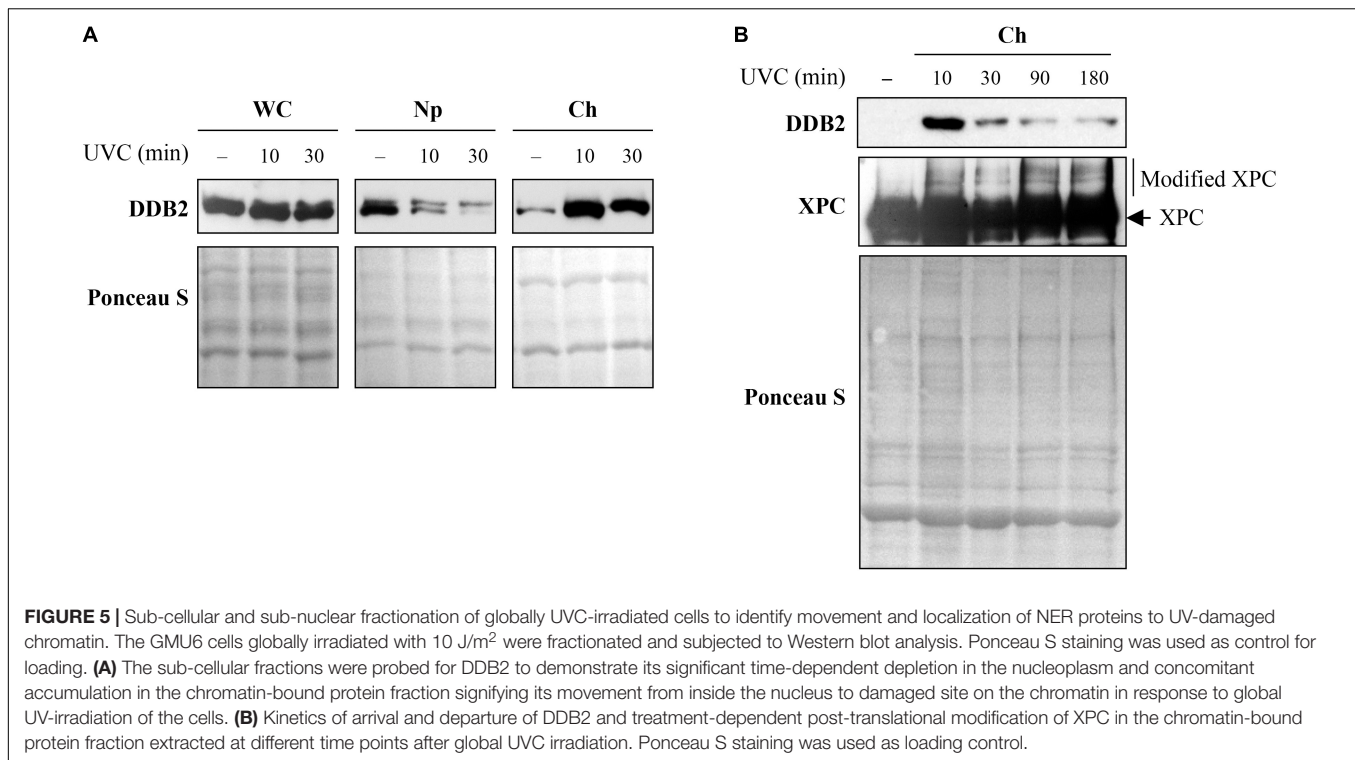 A
WC Np Ch
UVC (min) – 10 30 – 10 30 – 10 30
DDB2
Ponceau S
B
Ch
UVC (min) – 10 30 90 180
DDB2
XPC
Modified XPC
XPC
Ponceau S
FIGURE 5 | Sub-cellular and sub-nuclear fractionation of globally UVC-irradiated cells to identify movement and localization of NER proteins to UV-damaged
chromatin. The GMU6 cells globally irradiated with 10 J/m² were fractionated and subjected to Western blot analysis. Ponceau S staining was used as control for
loading. (A) The sub-cellular fractions were probed for DDB2 to demonstrate its significant time-dependent depletion in the nucleoplasm and concomitant
accumulation in the chromatin-bound protein fraction signifying its movement from inside the nucleus to damaged site on the chromatin in response to global
UV-irradiation of the cells. (B) Kinetics of arrival and departure of DDB2 and treatment-dependent post-translational modification of XPC in the chromatin-bound
protein fraction extracted at different time points after global UVC irradiation. Ponceau S staining was used as loading control.